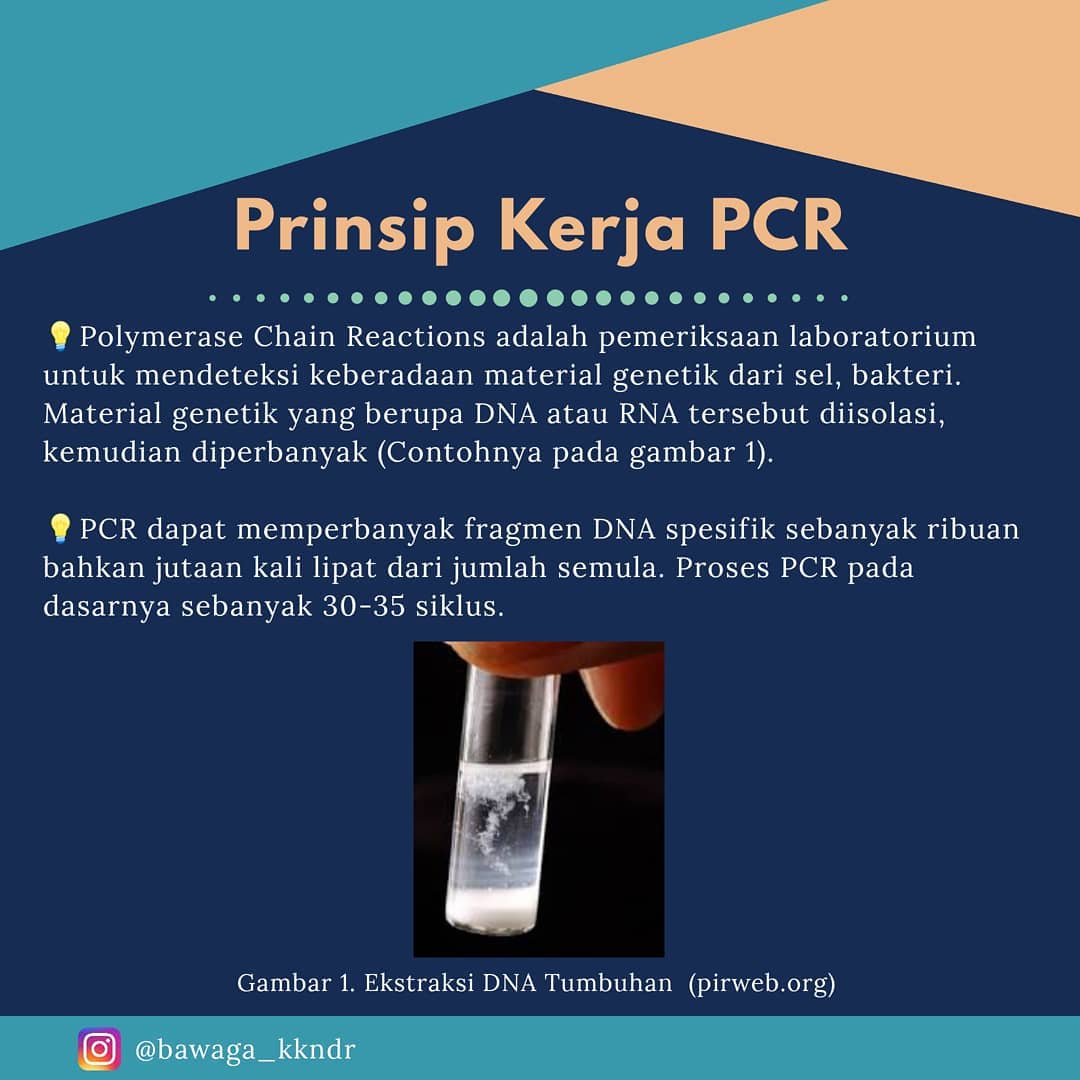 Prinsip Kerja PCR
💡Polymerase Chain Reactions adalah pemeriksaan laboratorium
untuk mendeteksi keberadaan material genetik dari sel, bakteri.
Material genetik yang berupa DNA atau RNA tersebut diisolasi,
kemudian diperbanyak (Contohnya pada gambar 1).
💡PCR dapat memperbanyak fragmen DNA spesifik sebanyak ribuan
bahkan jutaan kali lipat dari jumlah semula. Proses PCR pada
dasarnya sebanyak 30-35 siklus.
Gambar 1. Ekstraksi DNA Tumbuhan (pirweb.org)
@bawaga_kkndr